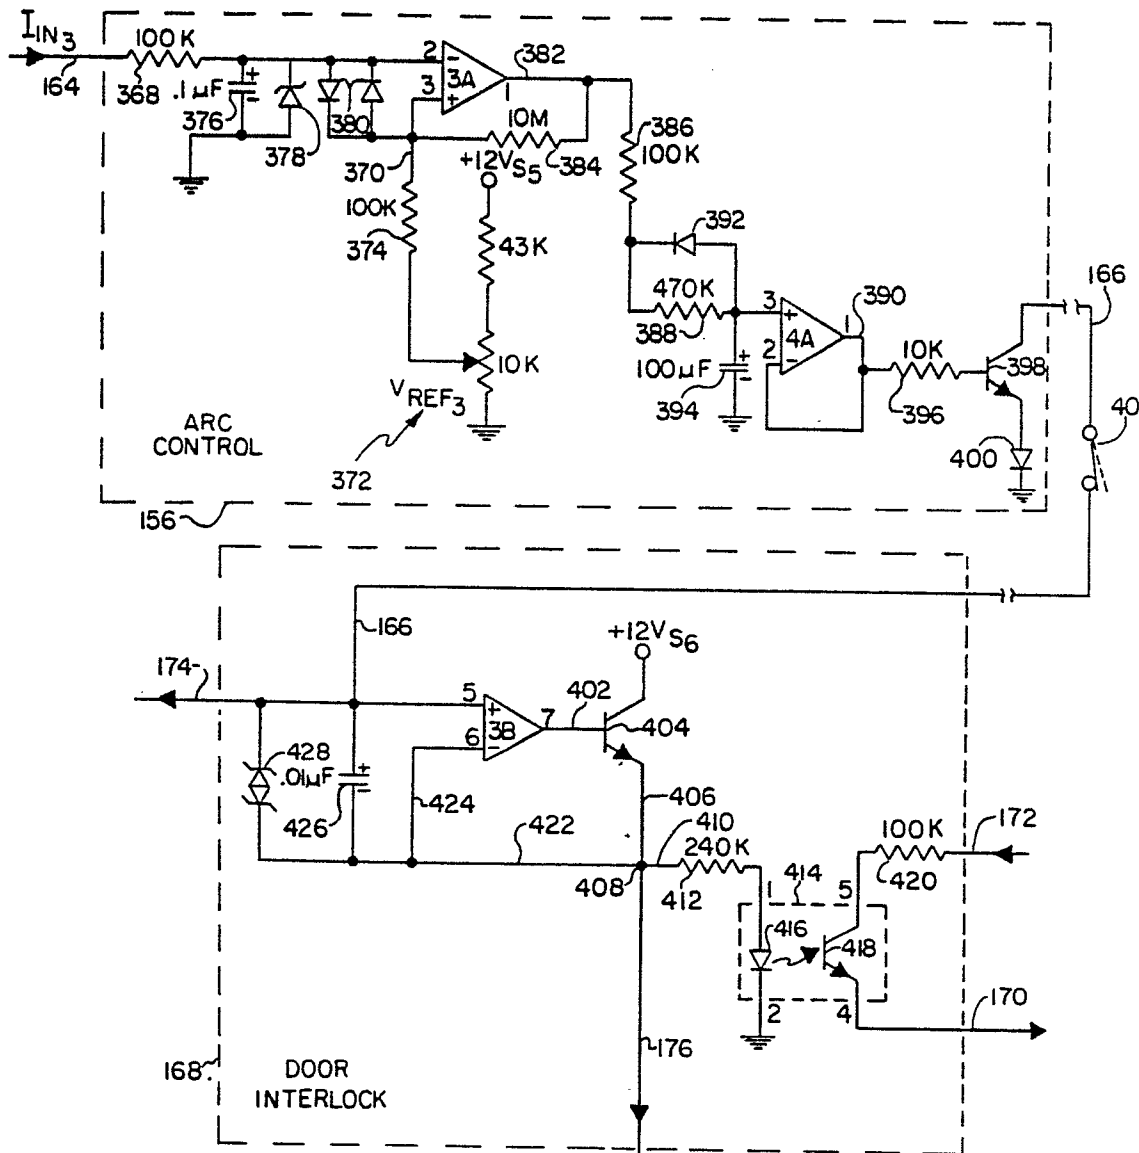 I IN3
100K
164
368
.1µF
376
378
380
2
3
3A
1
382
10M
384
370
+12V S5
100K
374
43K
10K
V REF3
372
386
100K
392
470K
388
100µF
394
3
2
4A
1
390
10K
396
398
400
166
40
ARC
CONTROL
156
166
174
428
.01µF
426
5
6
3B
7
402
+12V S6
404
424
422
406
410
240K
408
412
100K
420
172
414
1
5
416
418
2
4
170
176
168.
DOOR
INTERLOCK